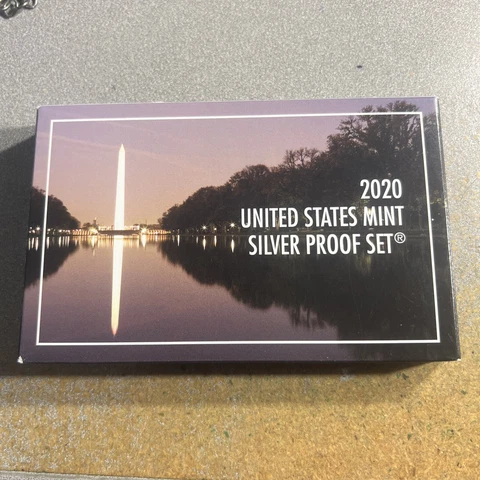 2020
UNITED STATES MINT
SILVER PROOF SET®